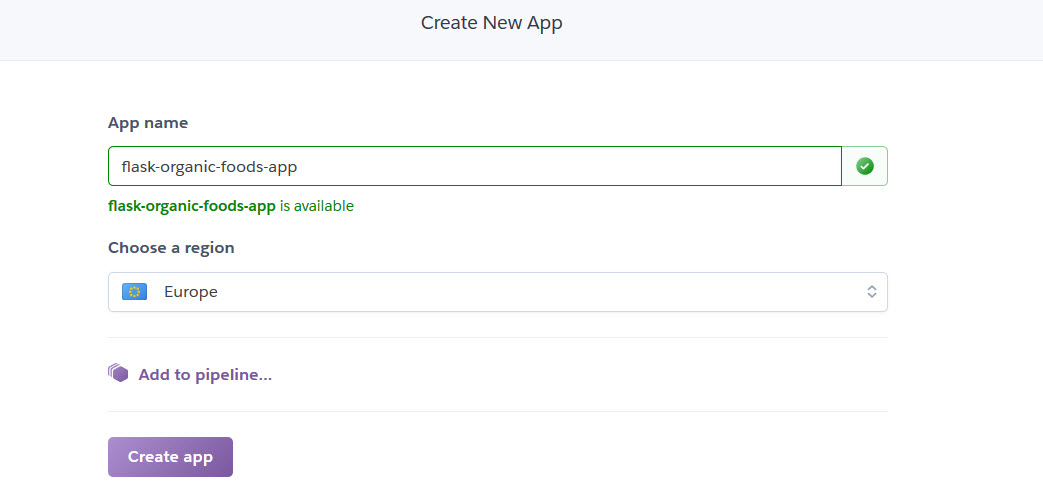 Create New App
App name
flask-organic-foods-app
flask-organic-foods-app is available
Choose a region
Europe
Add to pipeline...
Create app